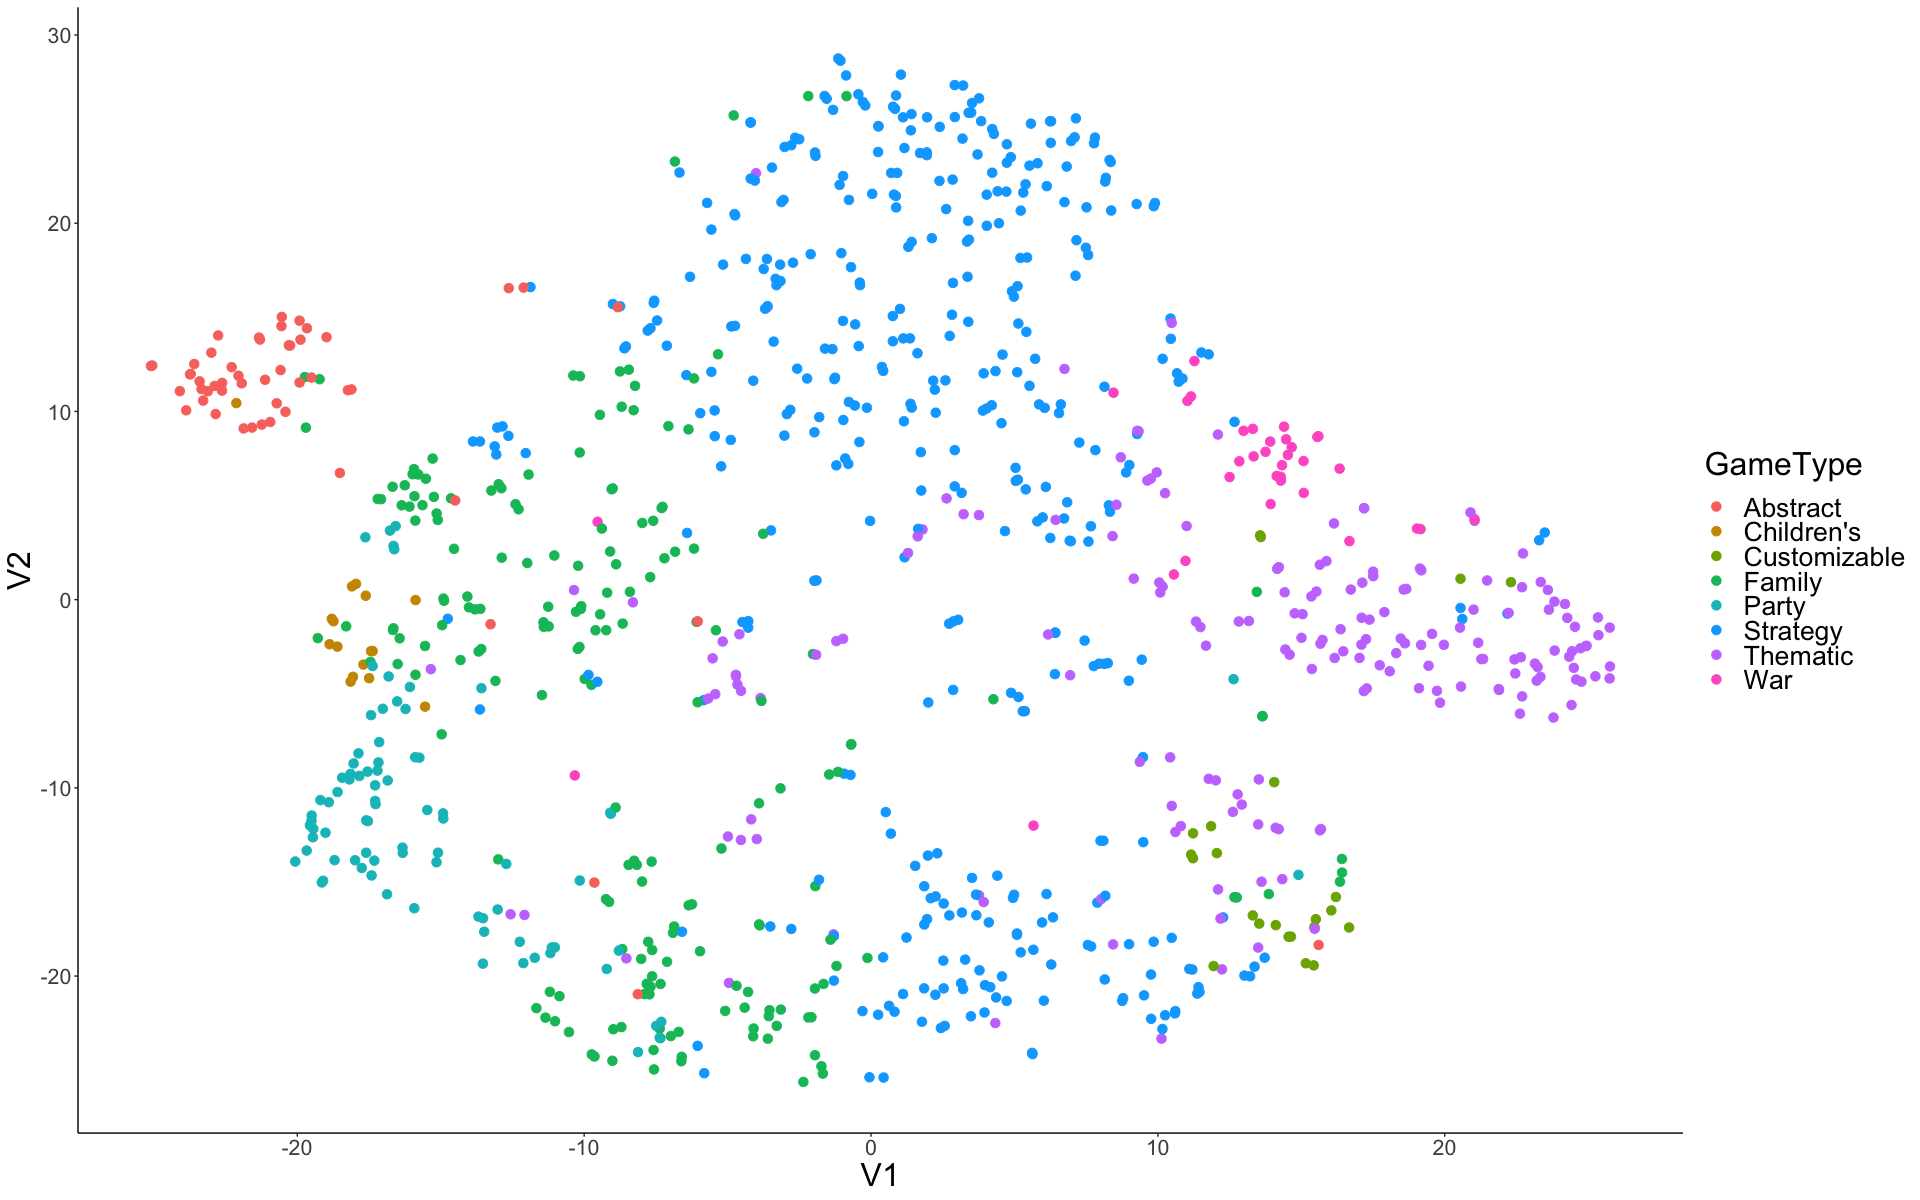 30
20
10
0
-10
-20
V2
-20
-10
0
10
20
V1
GameType
Abstract
Children's
Customizable
Family
Party
Strategy
Thematic
War